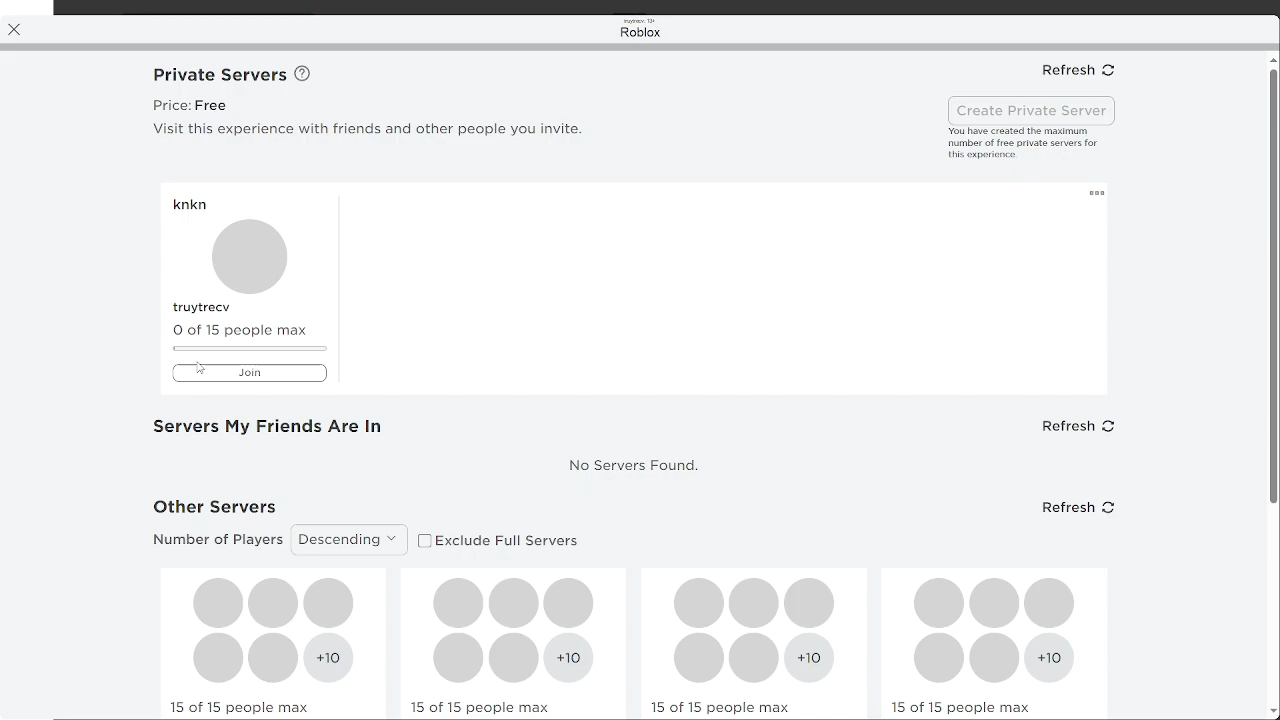 truytrecv: 13+
Roblox
Private Servers ?
Refresh
Price: Free
Create Private Server
Visit this experience with friends and other people you invite.
You have created the maximum
number of free private servers for
this experience.
knkn
truytrecv
0 of 15 people max
Join
Servers My Friends Are In
Refresh
No Servers Found.
Other Servers
Refresh
Number of Players Descending Exclude Full Servers
+10 +10 +10 +10
15 of 15 people max 15 of 15 people max 15 of 15 people max 15 of 15 people max